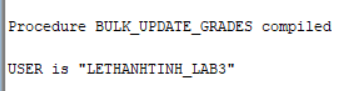 Procedure BULK_UPDATE_GRADES compiled
USER is "LETHANHTINH_LAB3"